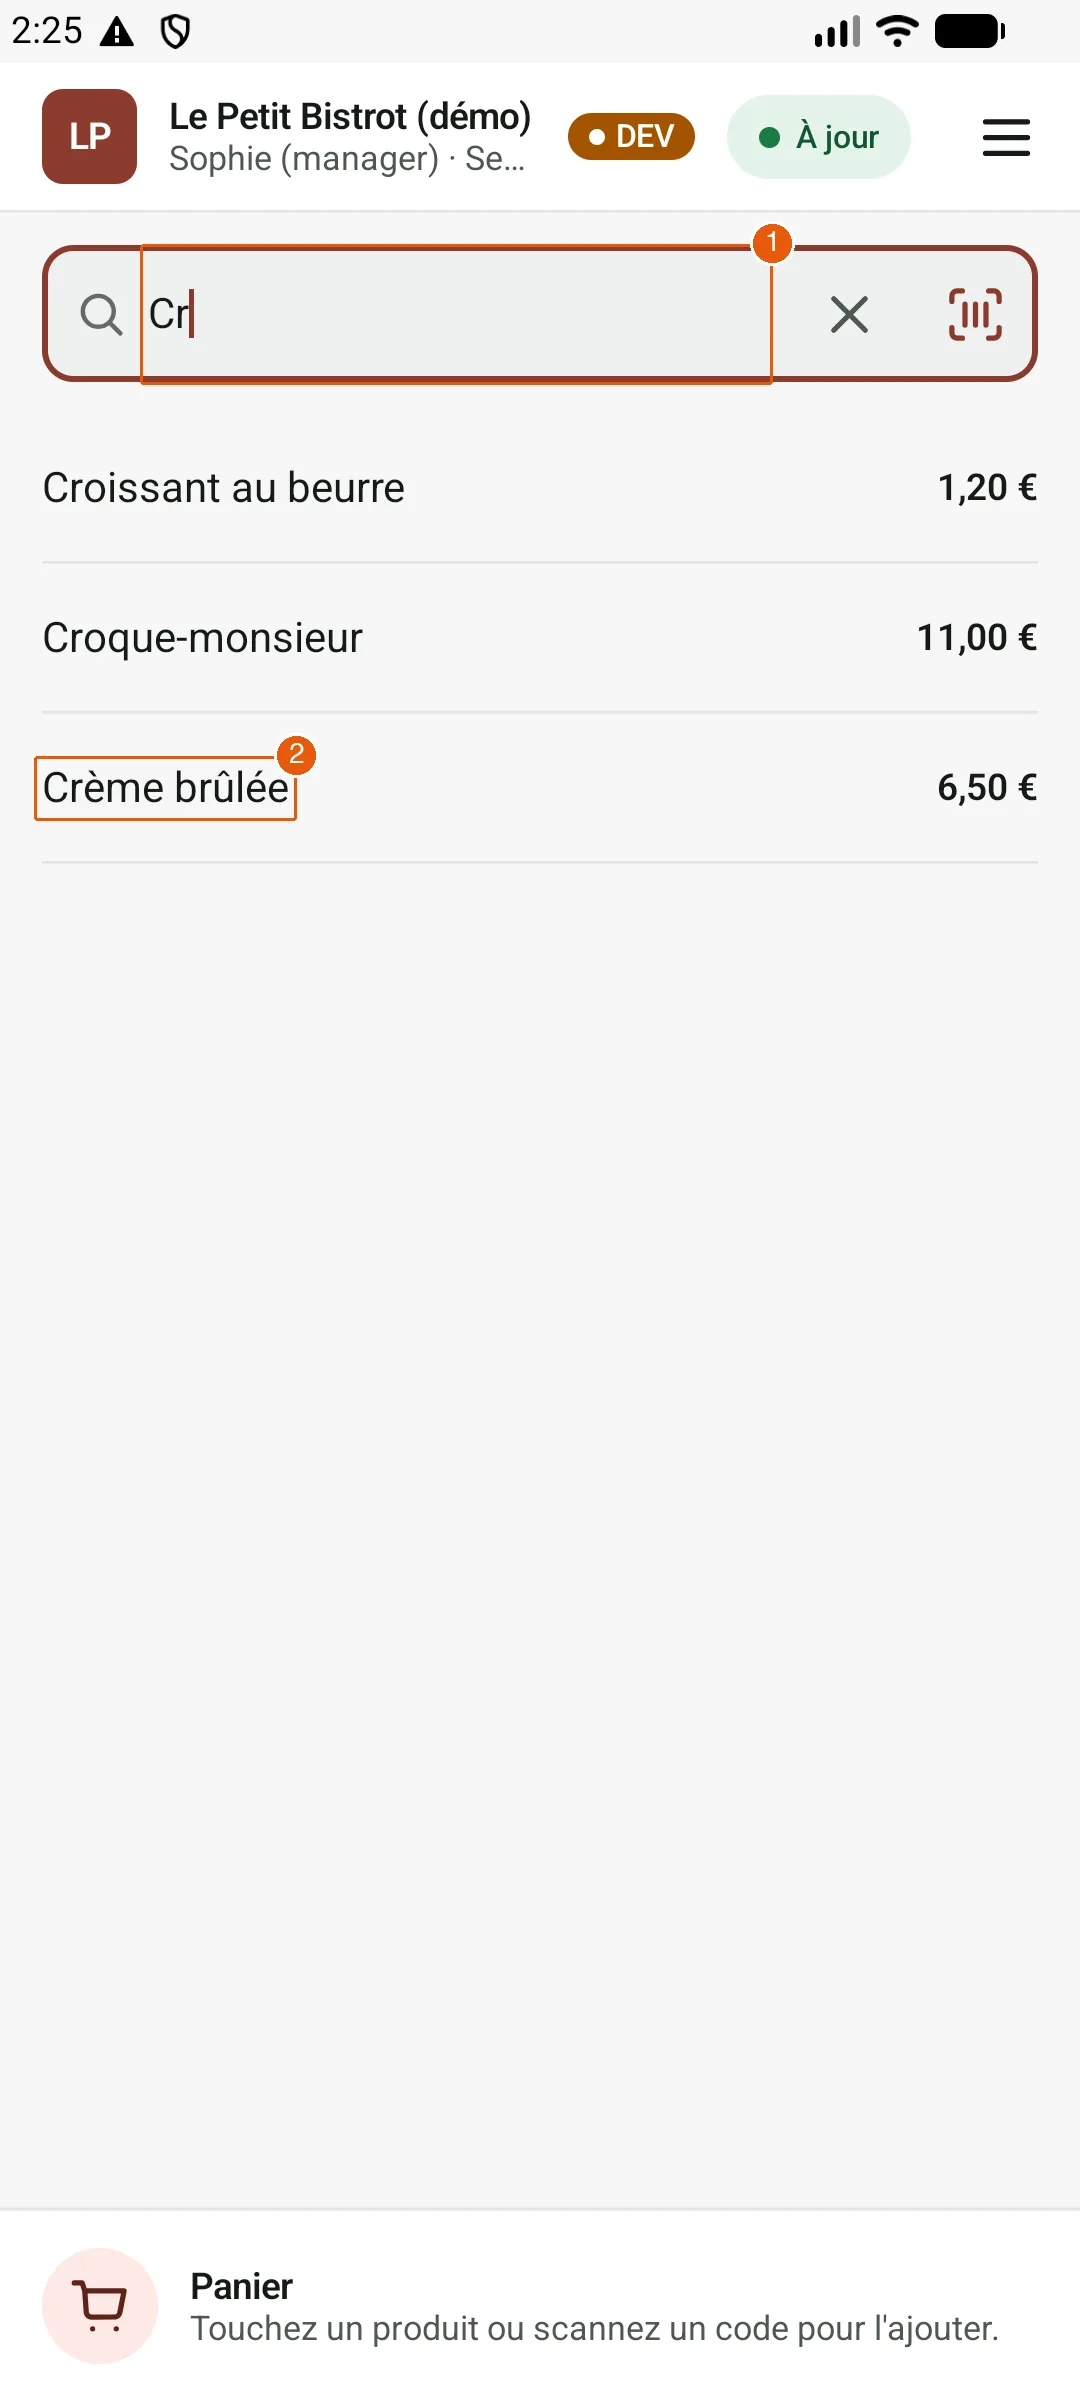 2:25
LP
Le Petit Bistrot (démo)
Sophie (manager) · Se...
DEV
À jour
1
Cr
Croissant au beurre 1,20 €
Croque-monsieur 11,00 €
2
Crème brûlée 6,50 €
Panier
Touchez un produit ou scannez un code pour l'ajouter.